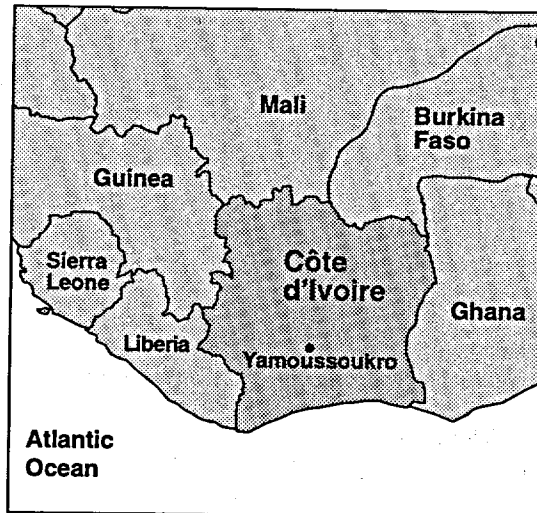 Mali
Burkina
Faso
Guinea
Sierra
Leone
Côte
d'Ivoire
Ghana
Liberia
Yamoussoukro
Atlantic
Ocean